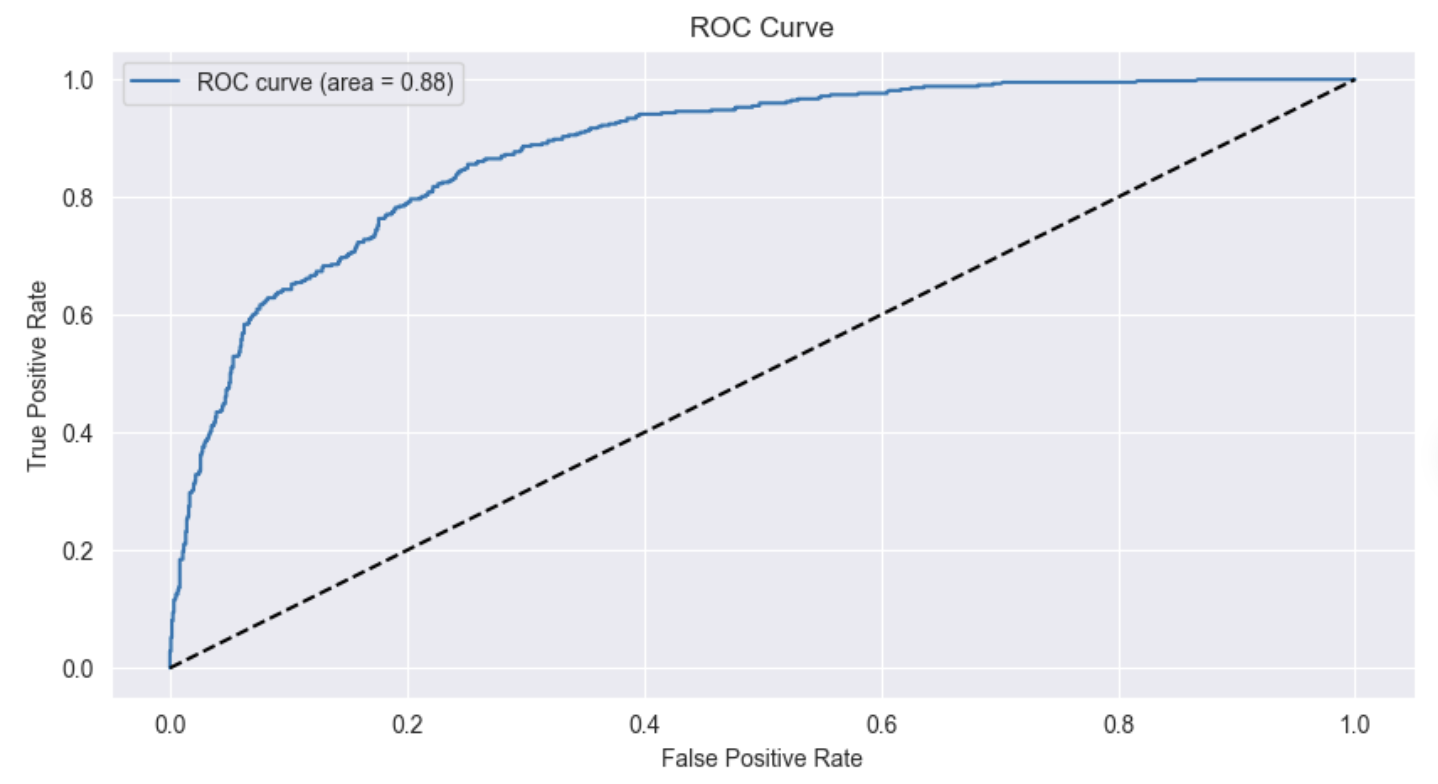 ROC Curve
ROC curve (area = 0.88)
1.0
0.8
0.6
0.4
0.2
0.0
True Positive Rate
0.0 0.2 0.4 0.6 0.8 1.0
False Positive Rate